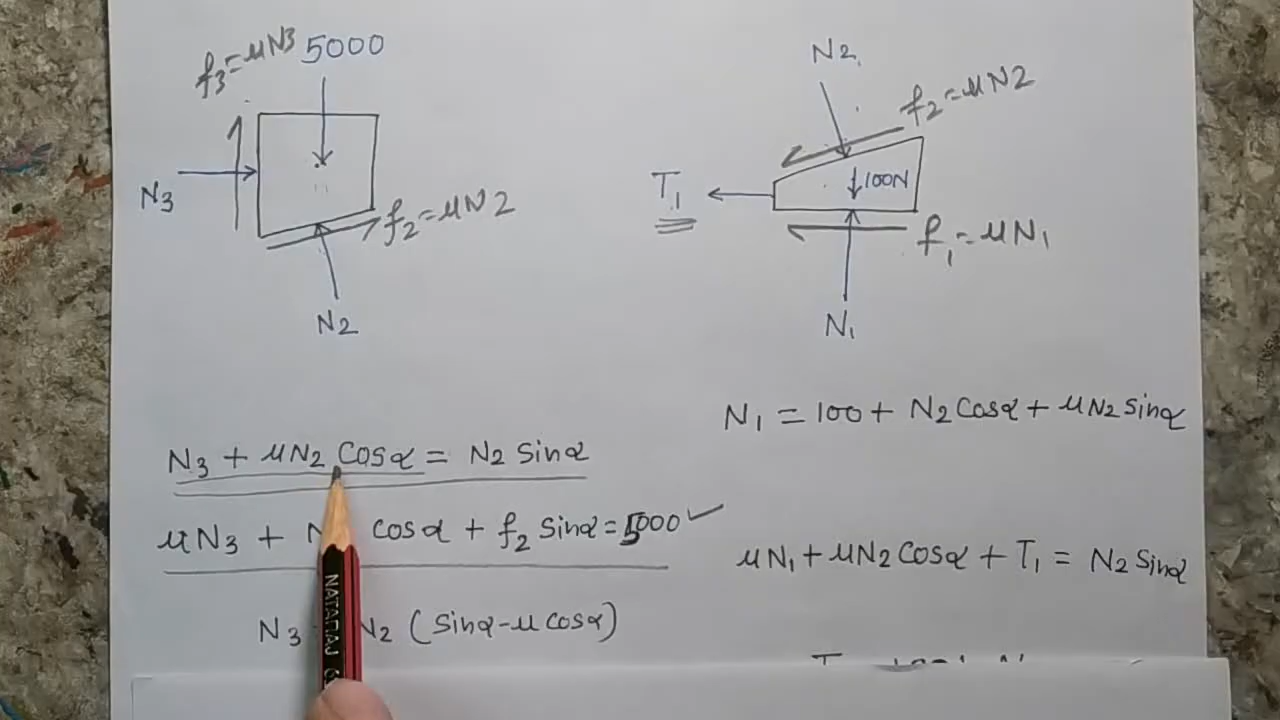 f₃=μN3
5000
N3
f₂=μN2
N2
N2
f₂=μN2
T₁
↓100N
f₁=μN₁
N₁
N₁ = 100 + N₂ Cosα + μN₂ Sinα
N₃ + μN₂ Cosα = N₂ Sinα
μN₃ + N cosα + f₂ Sinα = 5000 ✓
μN₁ + μN₂ Cosα + T₁ = N₂ Sinα
N₃ N₂ (Sinα - μ Cosα)
NATARAJ